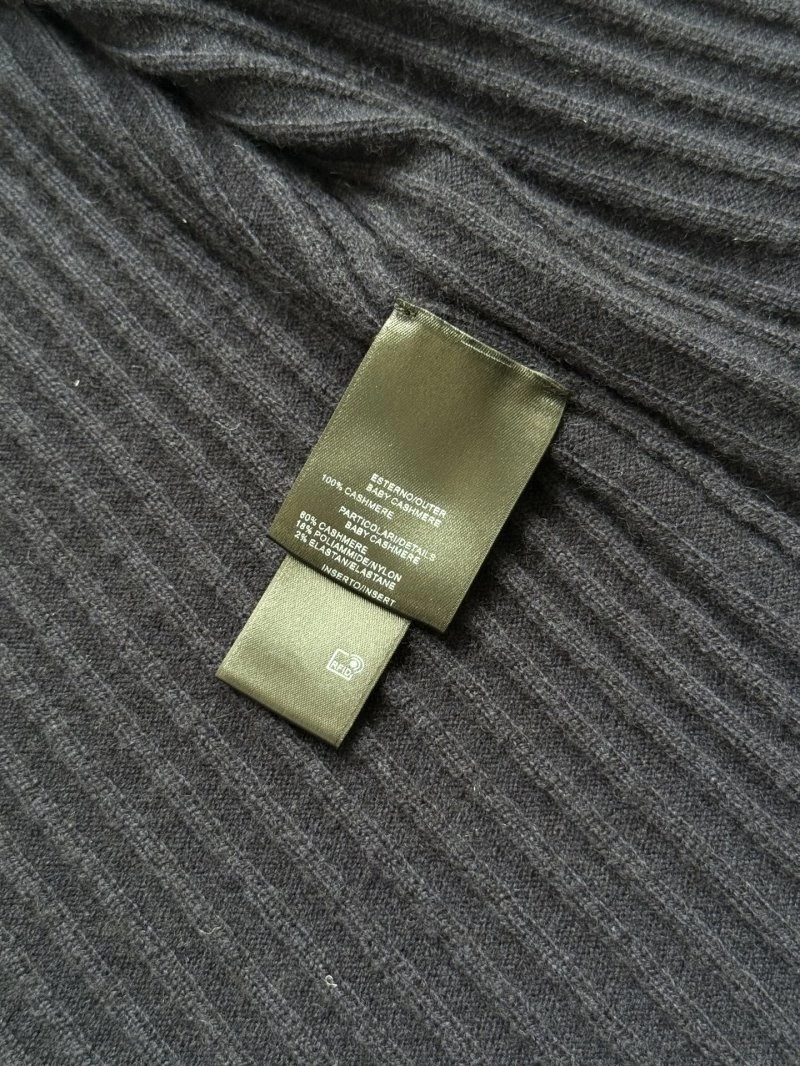 ESTERNO/OUTER
BABY CASHMERE
100% CASHMERE
PARTICOLARI/DETAILS
BABY CASHMERE
80% CASHMERE
18% POLIAMMIDE/NYLON
2% ELASTAN/ELASTANE
INSERTO/INSERT
RFID